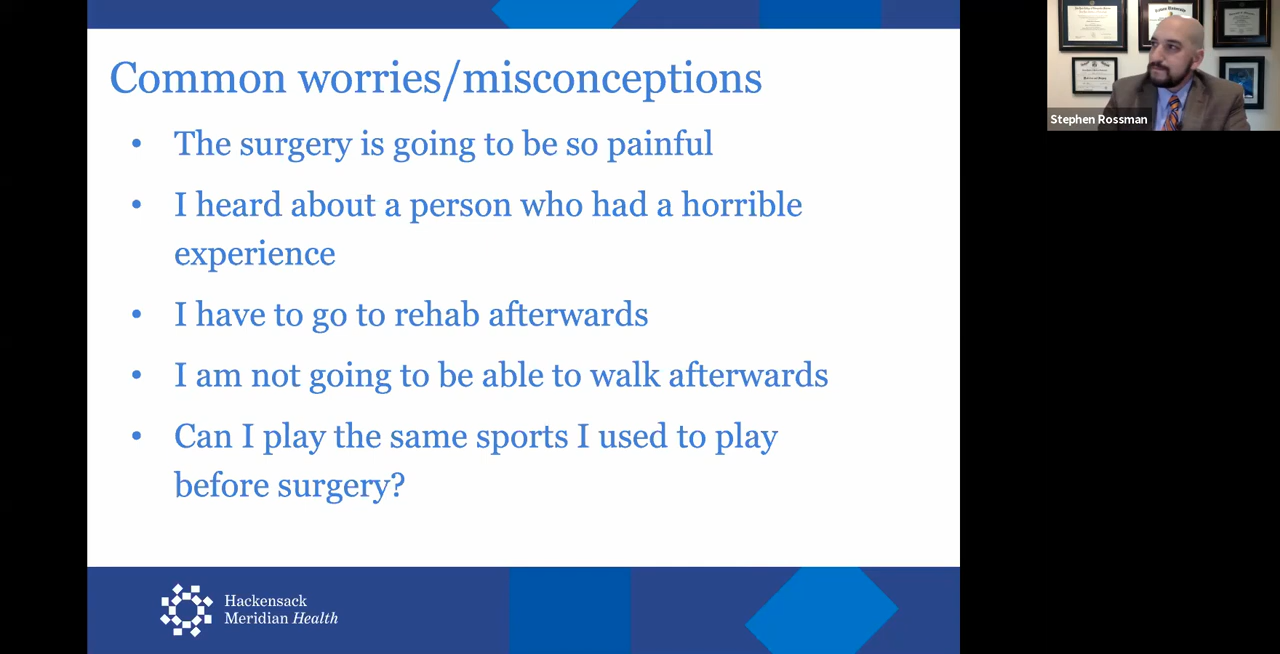 Common worries/misconceptions
• The surgery is going to be so painful
• I heard about a person who had a horrible
experience
• I have to go to rehab afterwards
• I am not going to be able to walk afterwards
• Can I play the same sports I used to play
before surgery?
Hackensack
Meridian Health
Stephen Rossman